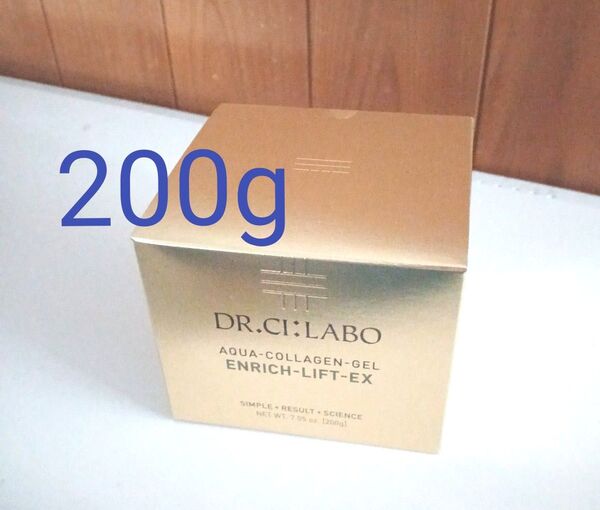 200g
DR.CI:LABO
AQUA-COLLAGEN-GEL
ENRICH-LIFT-EX
SIMPLE • RESULT • SCIENCE
NET WT. 7.05 oz. [200g]